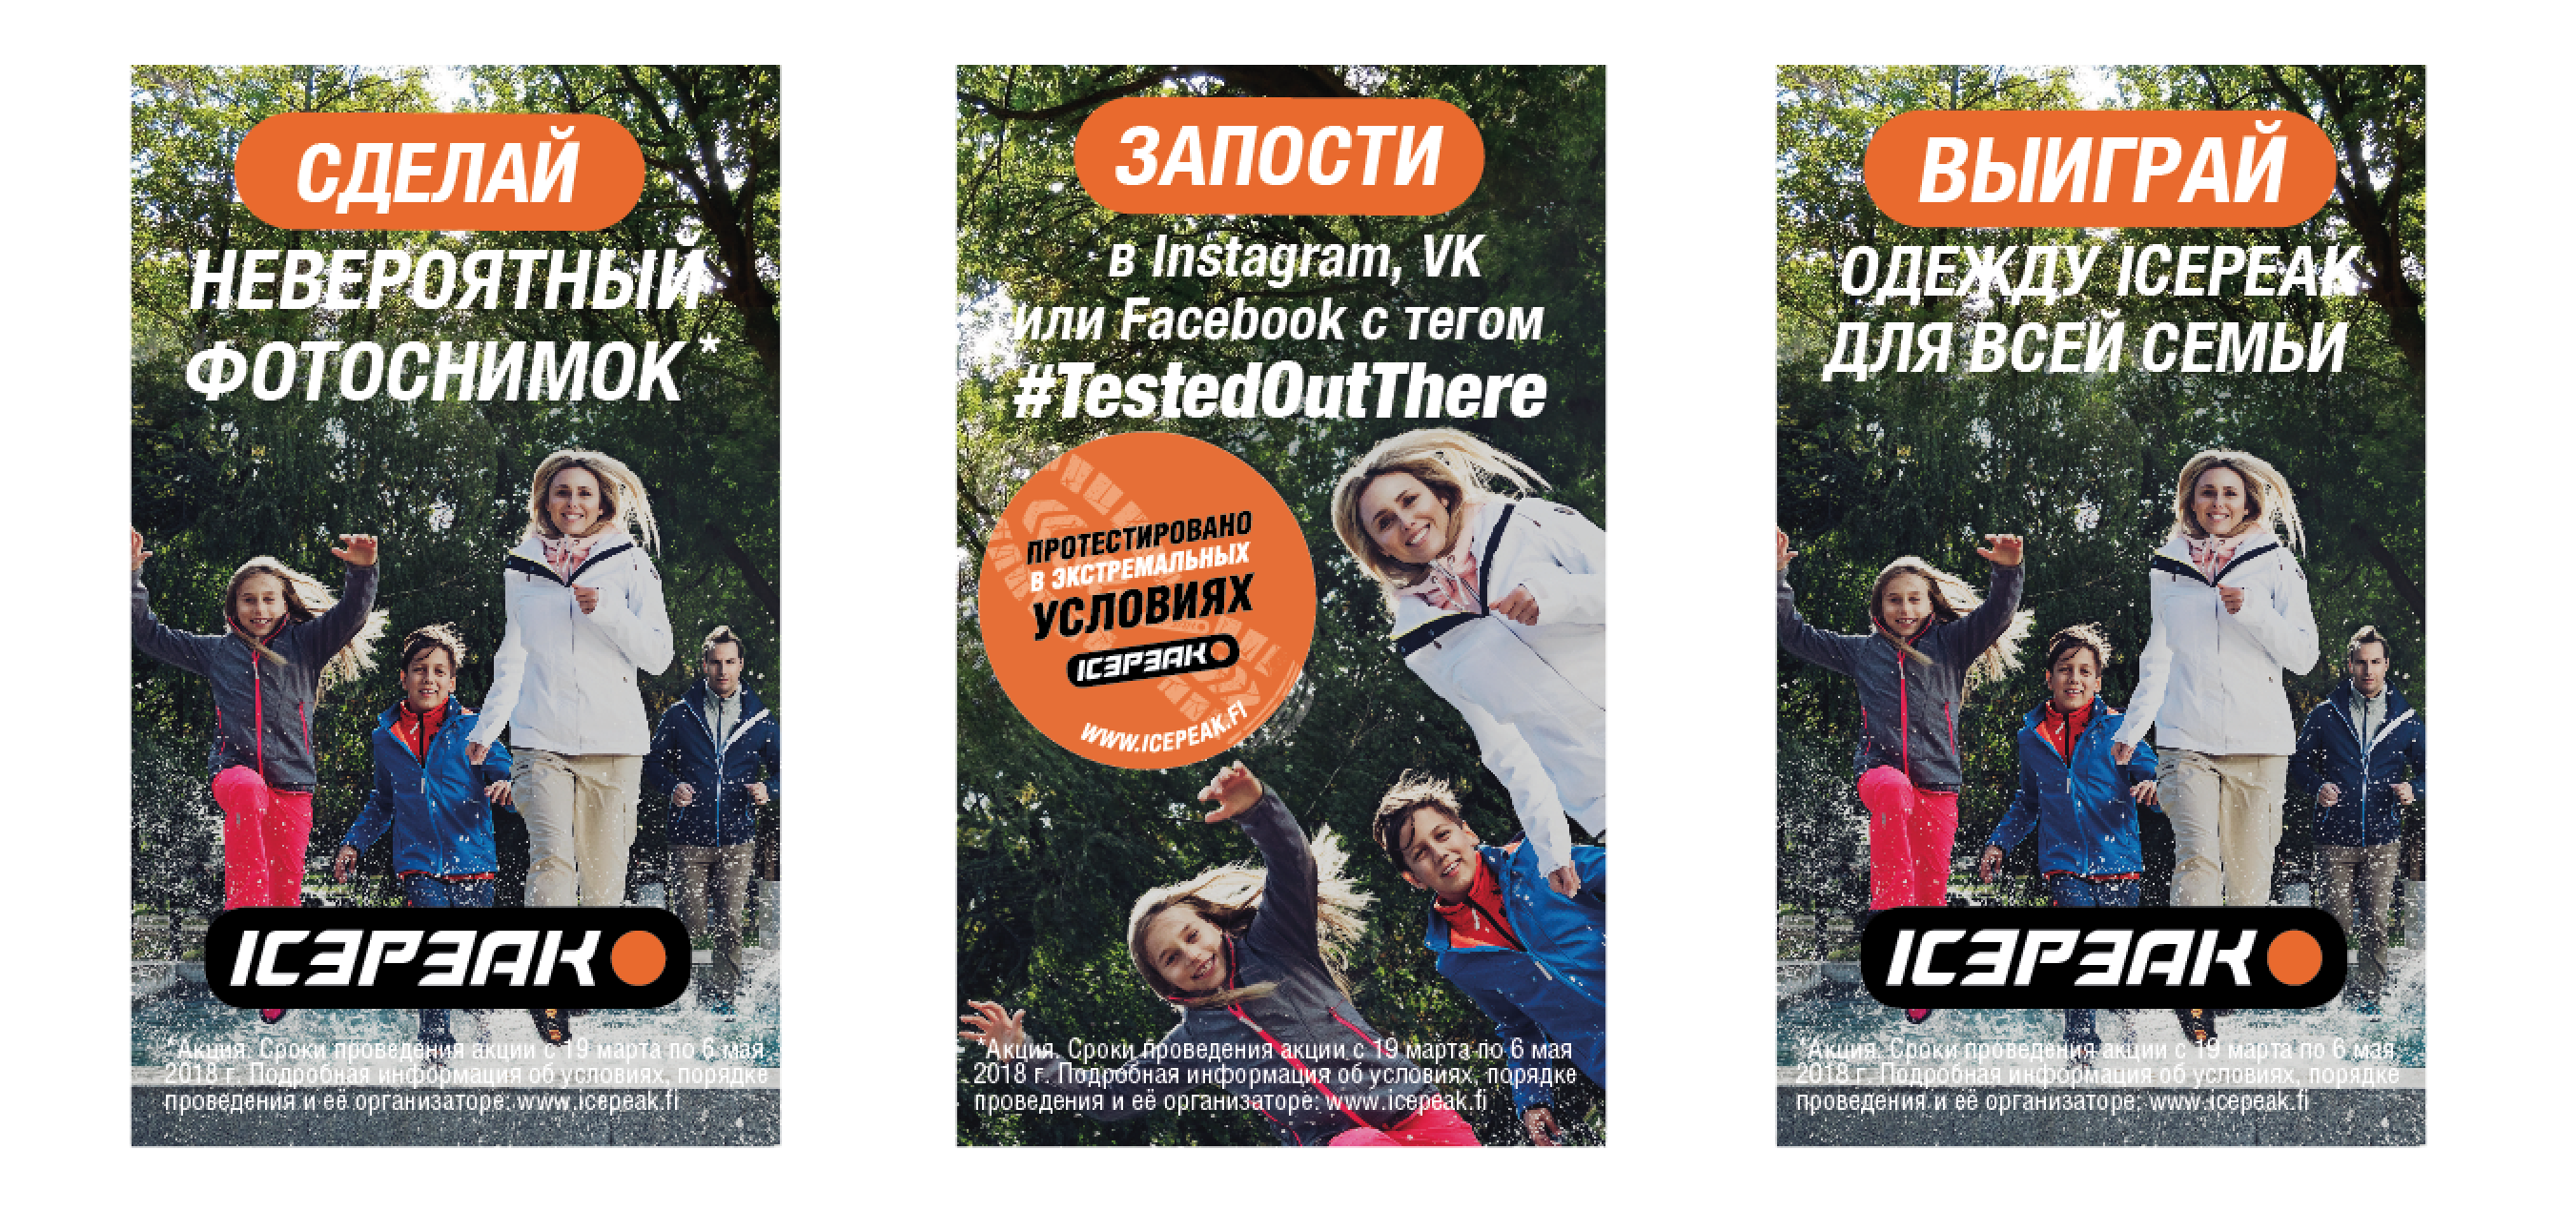 СДЕЛАЙ
НЕВЕРОЯТНЫЙ*
ФОТОСНИМОК*
ICEPEAK
*Акция. Сроки проведения акции с 19 марта по 6 мая
2018 г. Подробная информация об условиях, порядке
проведения и её организаторе: www.icepeak.fi
ЗАПОСТИ
в Instagram, VK
или Facebook с тегом
#TestedOutThere
ПРОТЕСТИРОВАНО
В ЭКСТРЕМАЛЬНЫХ
УСЛОВИЯХ
ICEPEAK
WWW.ICEPEAK.FI
*Акция. Сроки проведения акции с 19 марта по 6 мая
2018 г. Подробная информация об условиях, порядке
проведения и её организаторе: www.icepeak.fi
ВЫИГРАЙ
ОДЕЖДУ ICEPEAK
ДЛЯ ВСЕЙ СЕМЬИ
ICEPEAK
*Акция. Сроки проведения акции с 19 марта по 6 мая
2018 г. Подробная информация об условиях, порядке
проведения и её организаторе: www.icepeak.fi